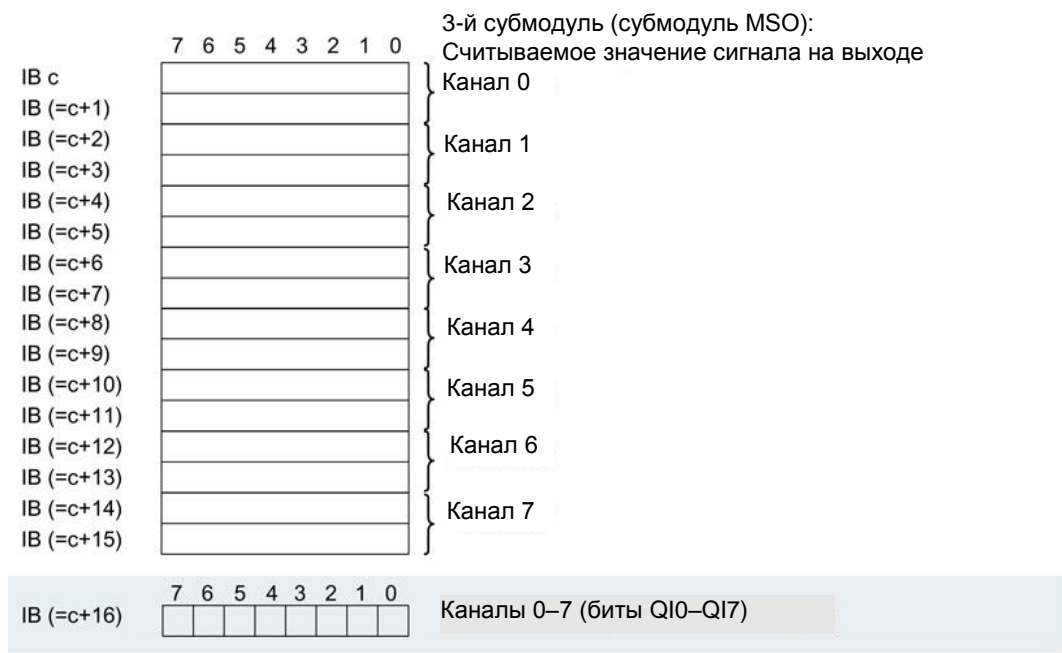 3-й субмодуль (субмодуль MSO):
7 6 5 4 3 2 1 0
Считываемое значение сигнала на выходе
IB c
Канал 0
IB (=c+1)
IB (=c+2)
Канал 1
IB (=c+3)
IB (=c+4)
Канал 2
IB (=c+5)
IB (=c+6
Канал 3
IB (=c+7)
IB (=c+8)
Канал 4
IB (=c+9)
IB (=c+10)
Канал 5
IB (=c+11)
IB (=c+12)
Канал 6
IB (=c+13)
IB (=c+14)
Канал 7
IB (=c+15)
7 6 5 4 3 2 1 0
IB (=c+16)
Каналы 0–7 (биты QI0–QI7)